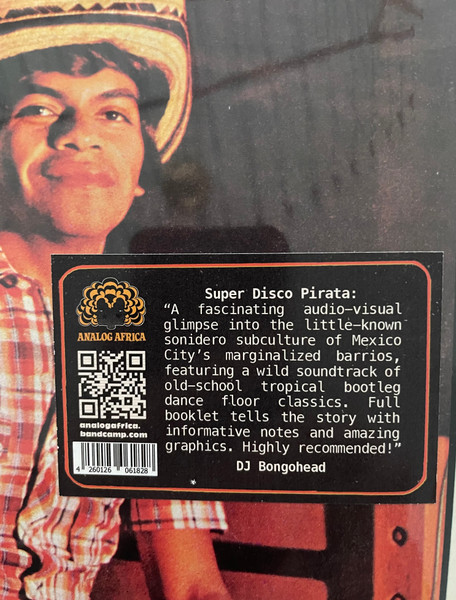 Super Disco Pirata:
“A fascinating audio-visual
glimpse into the little-known
sonidero subculture of Mexico
City’s marginalized barrios,
featuring a wild soundtrack of
old-school tropical bootleg
dance floor classics. Full
booklet tells the story with
informative notes and amazing
graphics. Highly recommended!”
DJ Bongohead
ANALOG AFRICA
analogafrica.
bandcamp.com
4 260126 061828